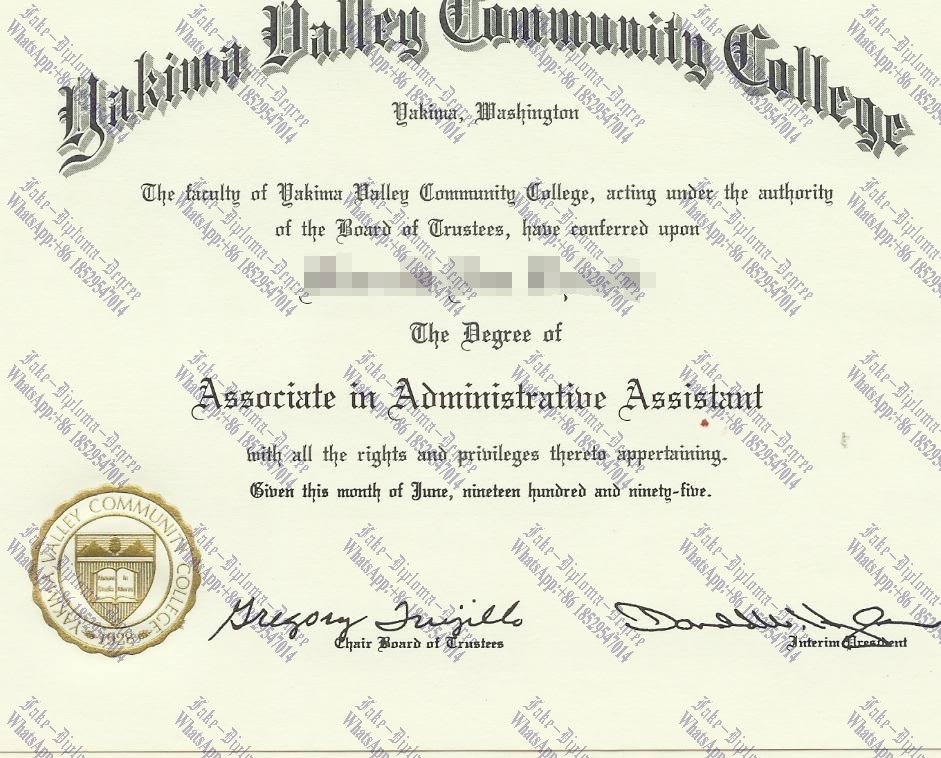 Yakima Valley Community College
Yakima, Washington
The faculty of Yakima Valley Community College, acting under the authority
of the Board of Trustees, have conferred upon
The Degree of
Associate in Administrative Assistant
with all the rights and privileges thereto appertaining.
Given this month of June, nineteen hundred and ninety-five.
YAKIMA VALLEY COMMUNITY COLLEGE
1928
Gregory Trujillo
Chair Board of Trustees
Interim President
Fake-Diploma-Degree
WhatsApp:+86 18529547014